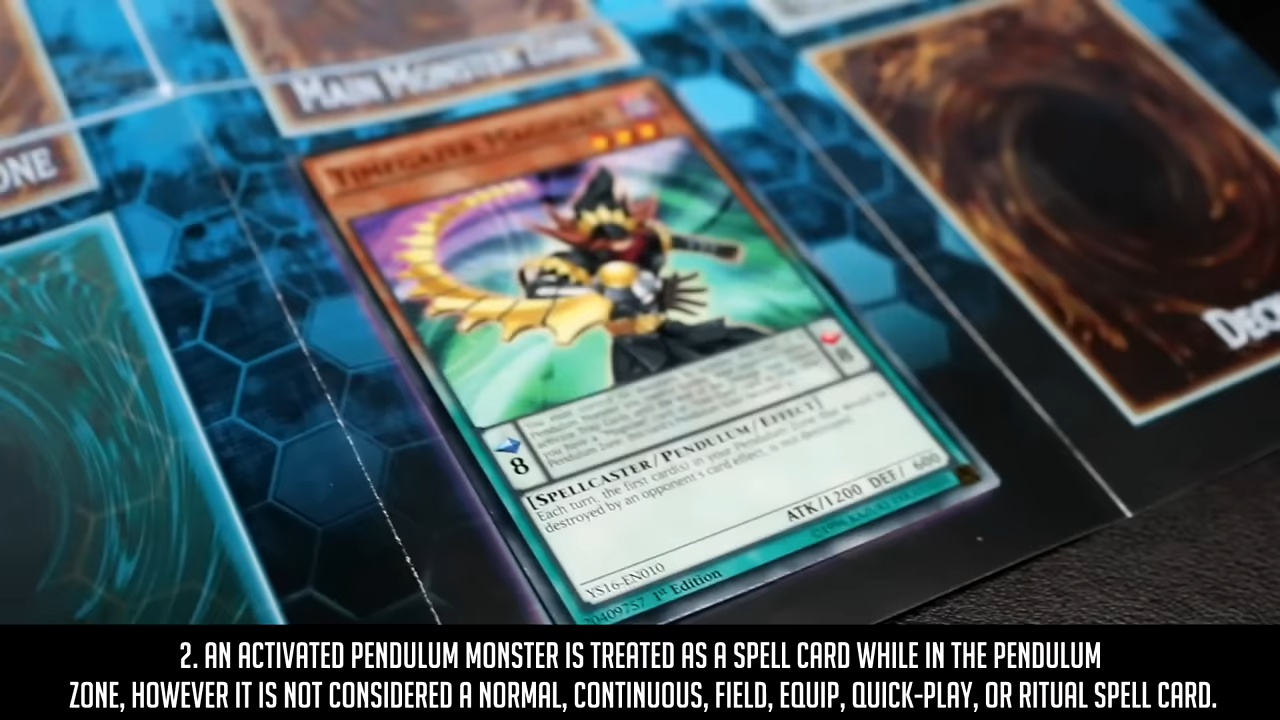 MAIN MONSTER ZONE
ONE
TIMEGAZER MAGICIAN
DECK
8
8
[SPELLCASTER/PENDULUM/EFFECT]
Each turn, the first card(s) in your Pendulum Zone that would be
destroyed by an opponent's card effect, is not destroyed.
ATK/1200 DEF/ 600
YS16-EN010
20409757 1st Edition
2. AN ACTIVATED PENDULUM MONSTER IS TREATED AS A SPELL CARD WHILE IN THE PENDULUM
ZONE, HOWEVER IT IS NOT CONSIDERED A NORMAL, CONTINUOUS, FIELD, EQUIP, QUICK-PLAY, OR RITUAL SPELL CARD.